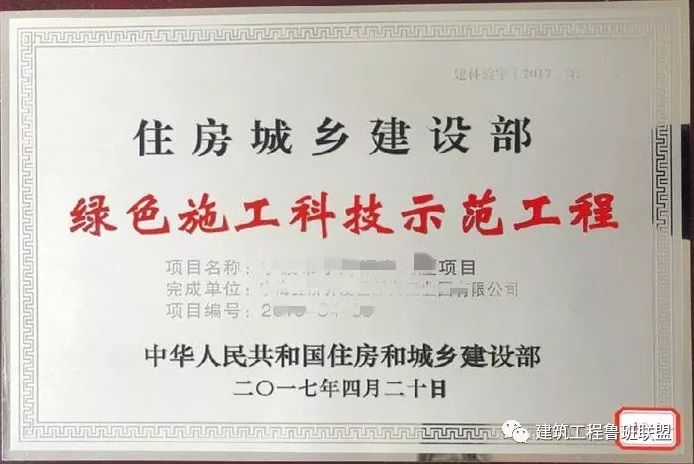 建科验字[2017]第
住房城乡建设部
绿色施工科技示范工程
项目名称: 项目
完成单位: 有限公司
项目编号: 2
中华人民共和国住房和城乡建设部
二〇一七年四月二十日
建筑工程鲁班联盟